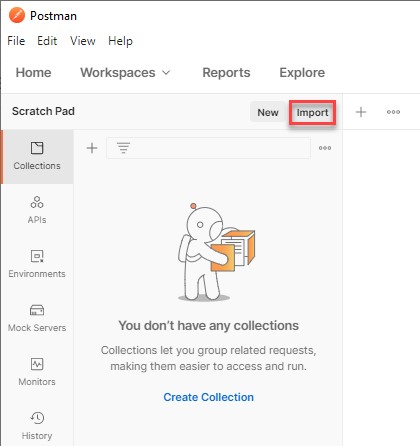 Postman
File Edit View Help
Home Workspaces Reports Explore
Scratch Pad New Import
Collections
APIs
Environments
Mock Servers
Monitors
History
You don't have any collections
Collections let you group related requests,
making them easier to access and run.
Create Collection